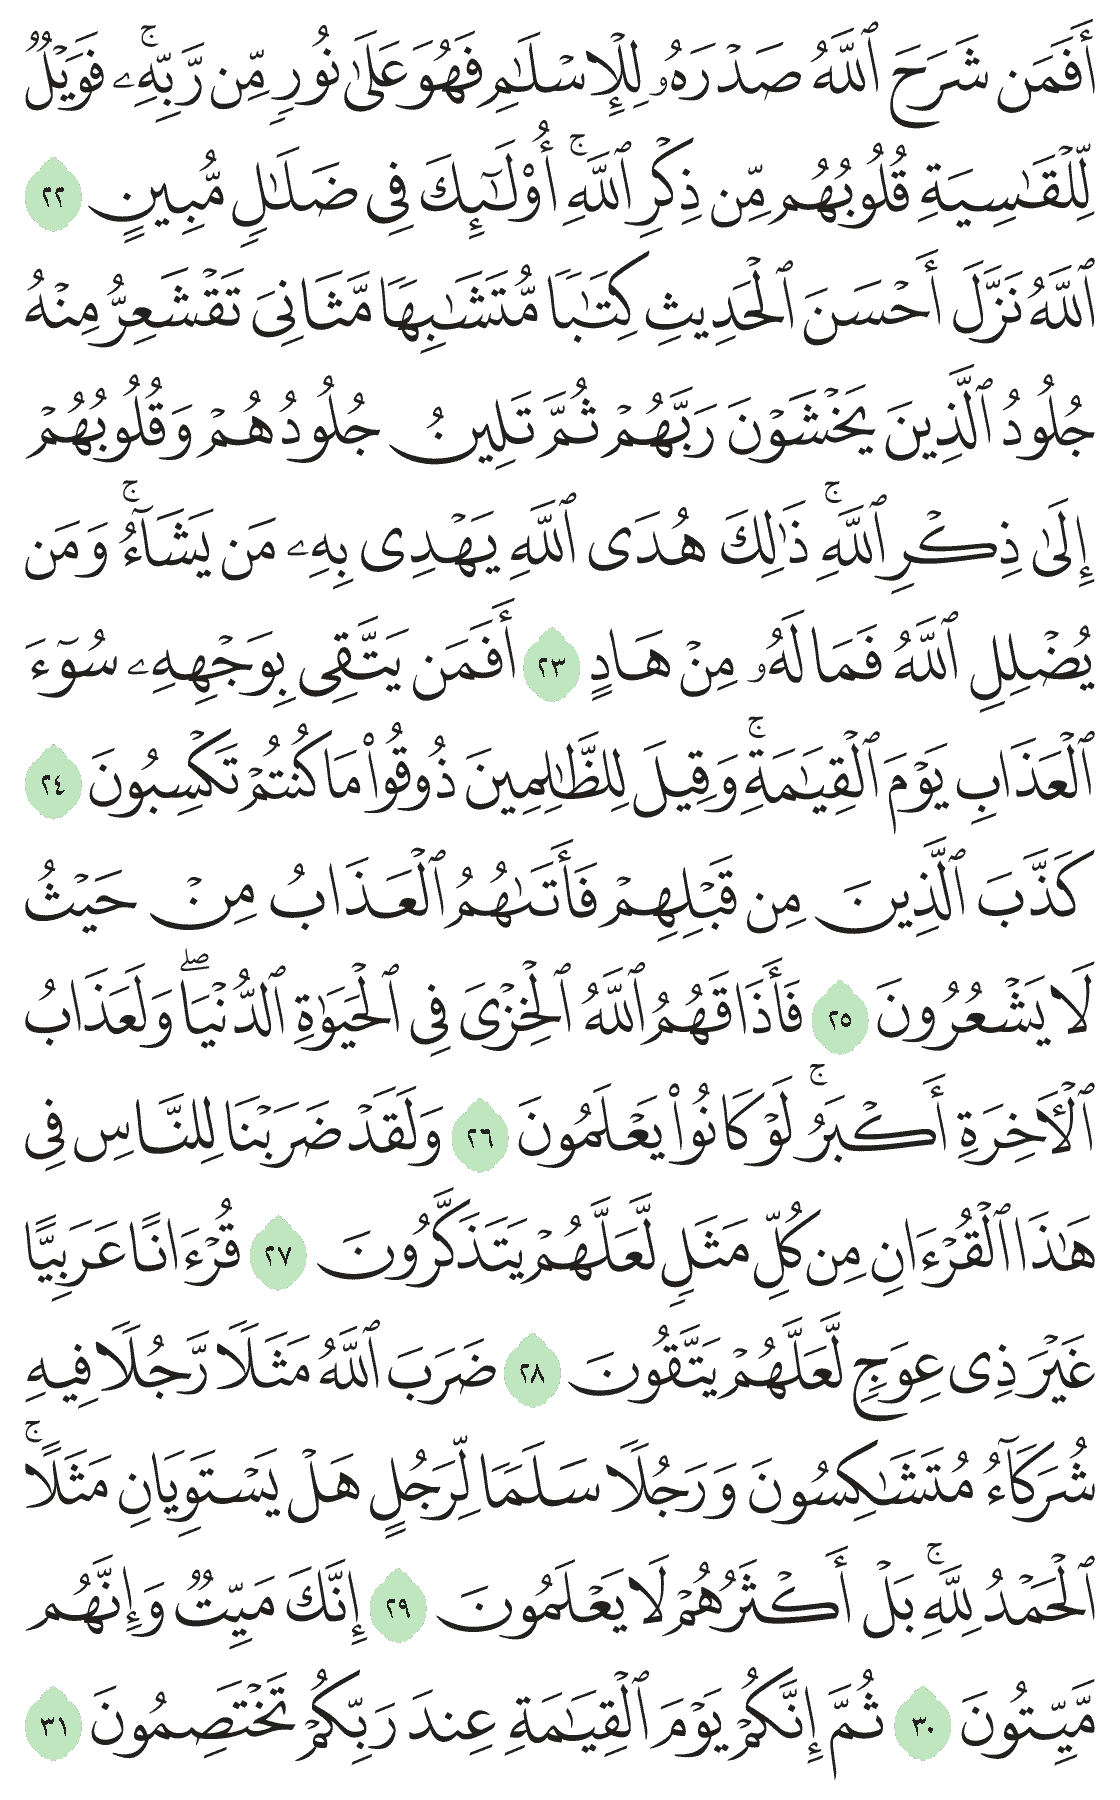 أَفَمَن شَرَحَ ٱللَّهُ صَدْرَهُۥ لِلْإِسْلَـٰمِ فَهُوَ عَلَىٰ نُورٍ مِّن رَّبِّهِۦ ۚ فَوَيْلٌ
لِّلْقَـٰسِيَةِ قُلُوبُهُم مِّن ذِكْرِ ٱللَّهِ ۚ أُو۟لَـٰٓئِكَ فِى ضَلَـٰلٍ مُّبِينٍ ٢٢
ٱللَّهُ نَزَّلَ أَحْسَنَ ٱلْحَدِيثِ كِتَـٰبًا مُّتَشَـٰبِهًا مَّثَانِىَ تَقْشَعِرُّ مِنْهُ
جُلُودُ ٱلَّذِينَ يَخْشَوْنَ رَبَّهُمْ ثُمَّ تَلِينُ جُلُودُهُمْ وَقُلُوبُهُمْ
إِلَىٰ ذِكْرِ ٱللَّهِ ۚ ذَٰلِكَ هُدَى ٱللَّهِ يَهْدِى بِهِۦ مَن يَشَآءُ ۚ وَمَن
يُضْلِلِ ٱللَّهُ فَمَا لَهُۥ مِنْ هَادٍ ٢٣ أَفَمَن يَتَّقِى بِوَجْهِهِۦ سُوٓءَ
ٱلْعَذَابِ يَوْمَ ٱلْقِيَـٰمَةِ ۚ وَقِيلَ لِلظَّـٰلِمِينَ ذُوقُوا۟ مَا كُنتُمْ تَكْسِبُونَ ٢٤
كَذَّبَ ٱلَّذِينَ مِن قَبْلِهِمْ فَأَتَىٰهُمُ ٱلْعَذَابُ مِنْ حَيْثُ
لَا يَشْعُرُونَ ٢٥ فَأَذَاقَهُمُ ٱللَّهُ ٱلْخِزْىَ فِى ٱلْحَيَوٰةِ ٱلدُّنْيَا ۖ وَلَعَذَابُ
ٱلْـَٔاخِرَةِ أَكْبَرُ ۚ لَوْ كَانُوا۟ يَعْلَمُونَ ٢٦ وَلَقَدْ ضَرَبْنَا لِلنَّاسِ فِى
هَـٰذَا ٱلْقُرْءَانِ مِن كُلِّ مَثَلٍ لَّعَلَّهُمْ يَتَذَكَّرُونَ ٢٧ قُرْءَانًا عَرَبِيًّا
غَيْرَ ذِى عِوَجٍ لَّعَلَّهُمْ يَتَّقُونَ ٢٨ ضَرَبَ ٱللَّهُ مَثَلًا رَّجُلًا فِيهِ
شُرَكَآءُ مُتَشَـٰكِسُونَ وَرَجُلًا سَلَمًا لِّرَجُلٍ هَلْ يَسْتَوِيَانِ مَثَلًا ۚ
ٱلْحَمْدُ لِلَّهِ ۚ بَلْ أَكْثَرُهُمْ لَا يَعْلَمُونَ ٢٩ إِنَّكَ مَيِّتٌ وَإِنَّهُم
مَّيِّتُونَ ٣٠ ثُمَّ إِنَّكُمْ يَوْمَ ٱلْقِيَـٰمَةِ عِندَ رَبِّكُمْ تَخْتَصِمُونَ ٣١